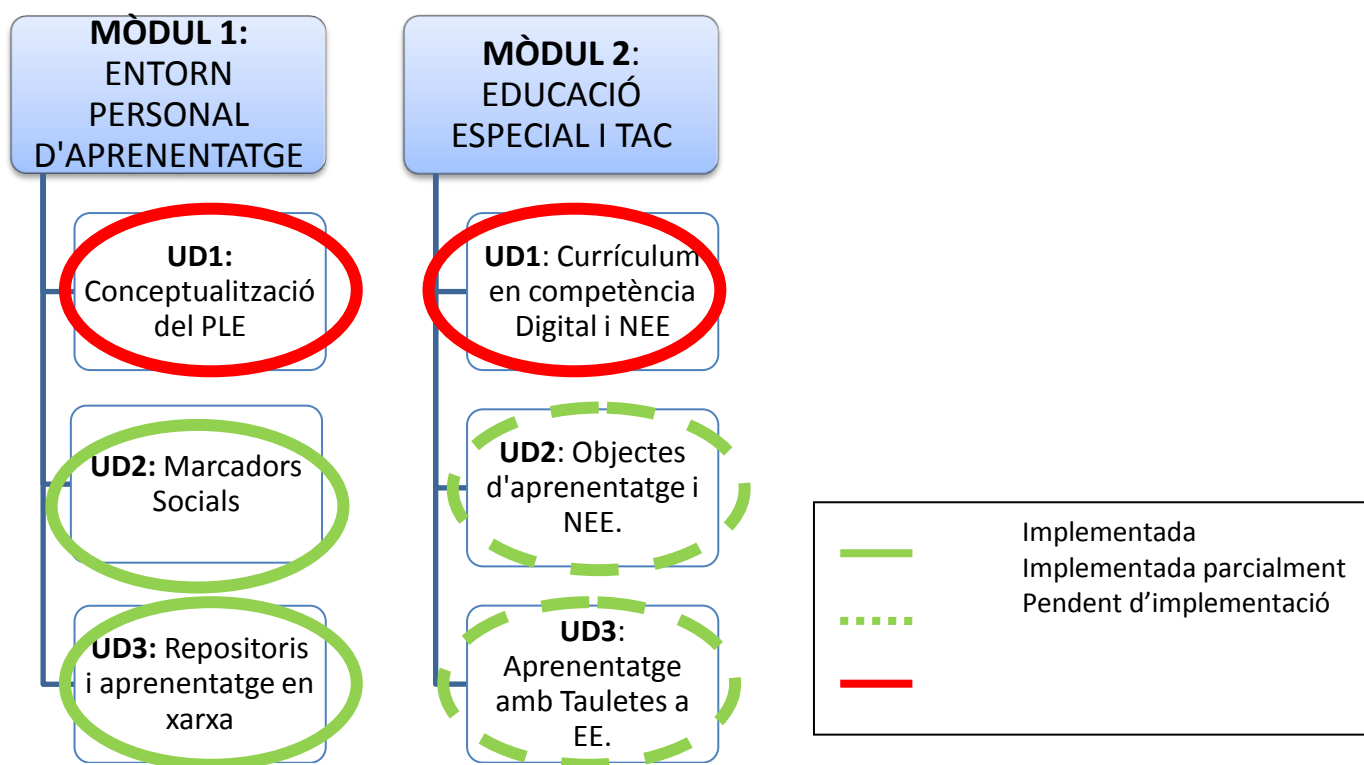 MÒDUL 1:
ENTORN
PERSONAL
D'APRENENTATGE
UD1:
Conceptualització
del PLE
UD2: Marcadors
Socials
UD3: Repositoris
i aprenentatge en
xarxa
MÒDUL 2:
EDUCACIÓ
ESPECIAL I TAC
UD1: Currículum
en competència
Digital i NEE
UD2: Objectes
d'aprenentatge i
NEE.
UD3:
Aprenentatge
amb Tauletes a
EE.
Implementada
Implementada parcialment
Pendent d’implementació